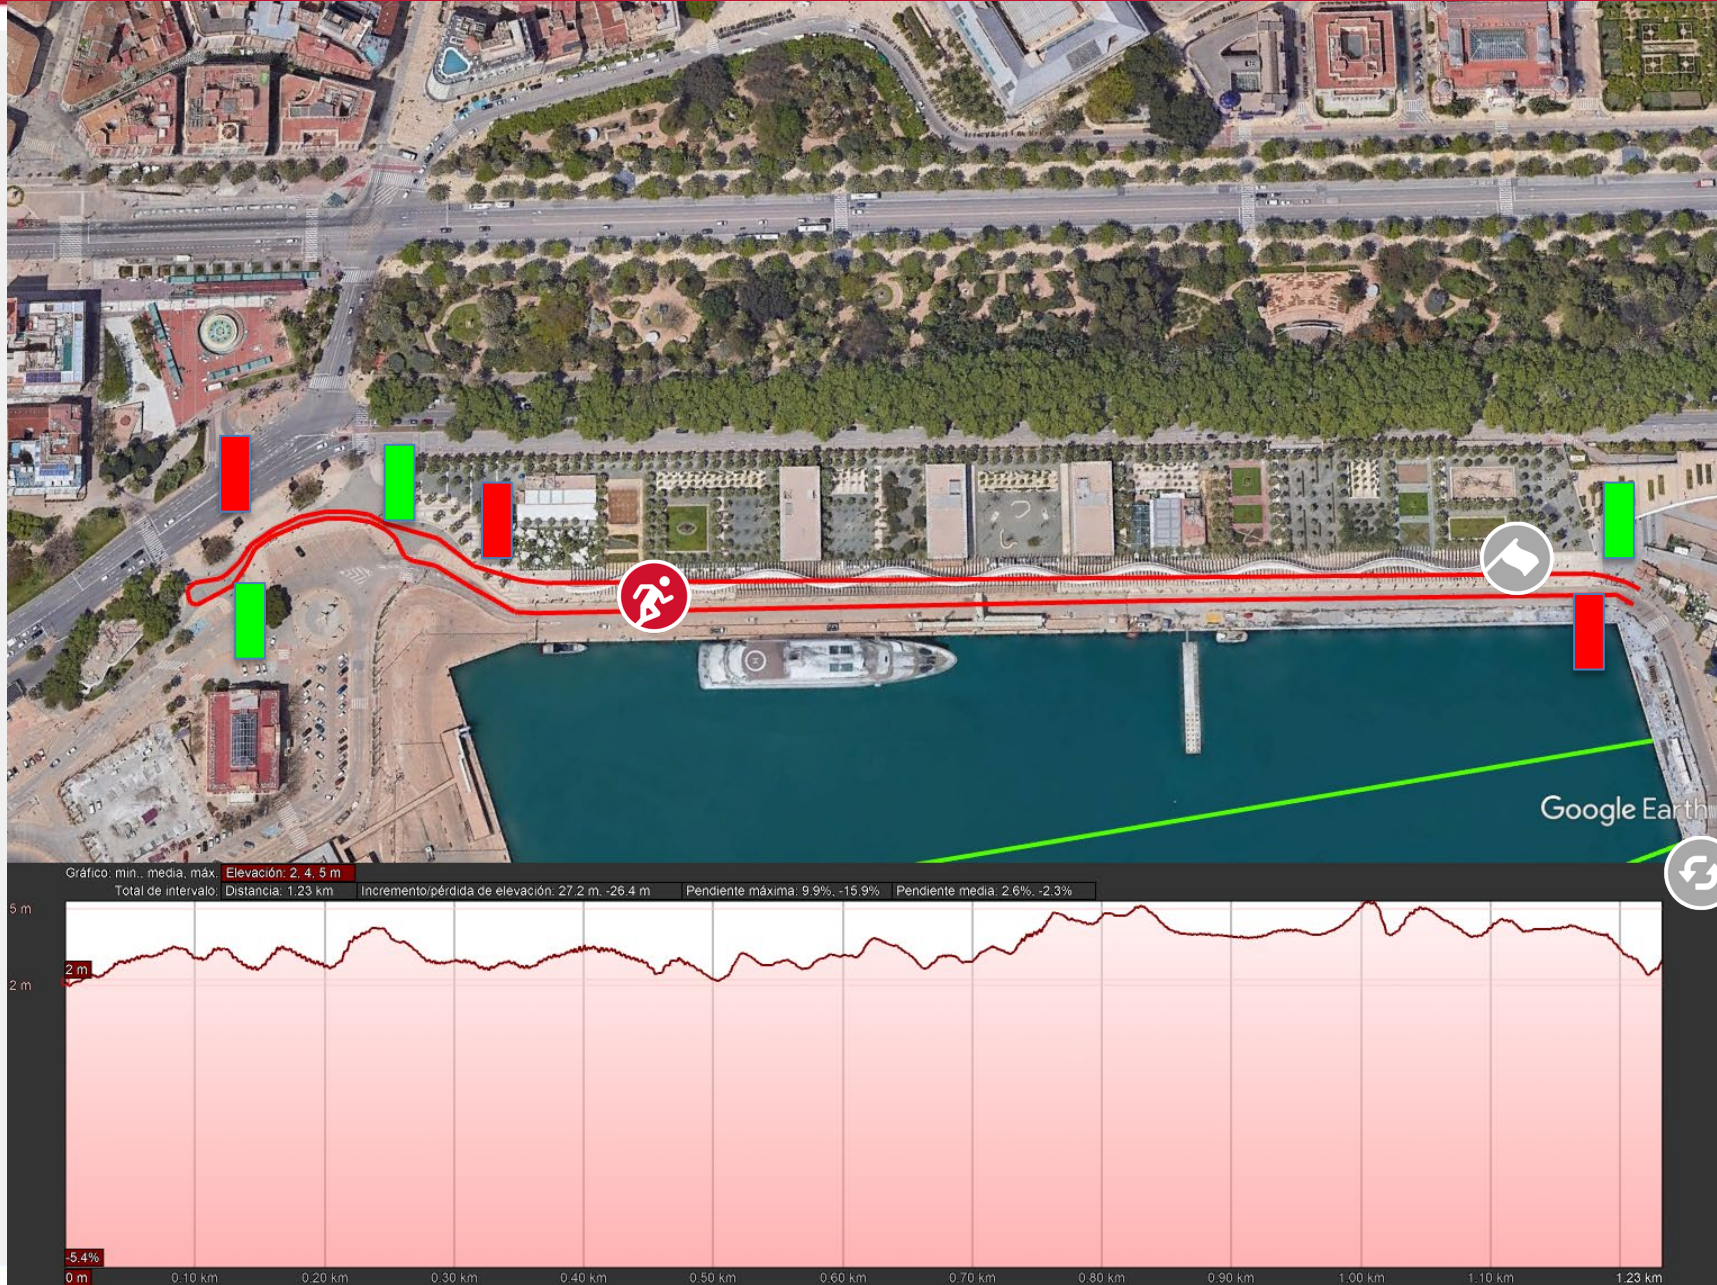 Google Earth
Gráfico: min., media, máx. Elevación: 2, 4, 5 m
Total de intervalo: Distancia: 1.23 km Incremento/pérdida de elevación: 27.2 m, -26.4 m Pendiente máxima: 9.9%, -15.9% Pendiente media: 2.6%, -2.3%
5 m
2 m
2 m
-5.4%
0 m 0.10 km 0.20 km 0.30 km 0.40 km 0.50 km 0.60 km 0.70 km 0.80 km 0.90 km 1.00 km 1.10 km 1.23 km